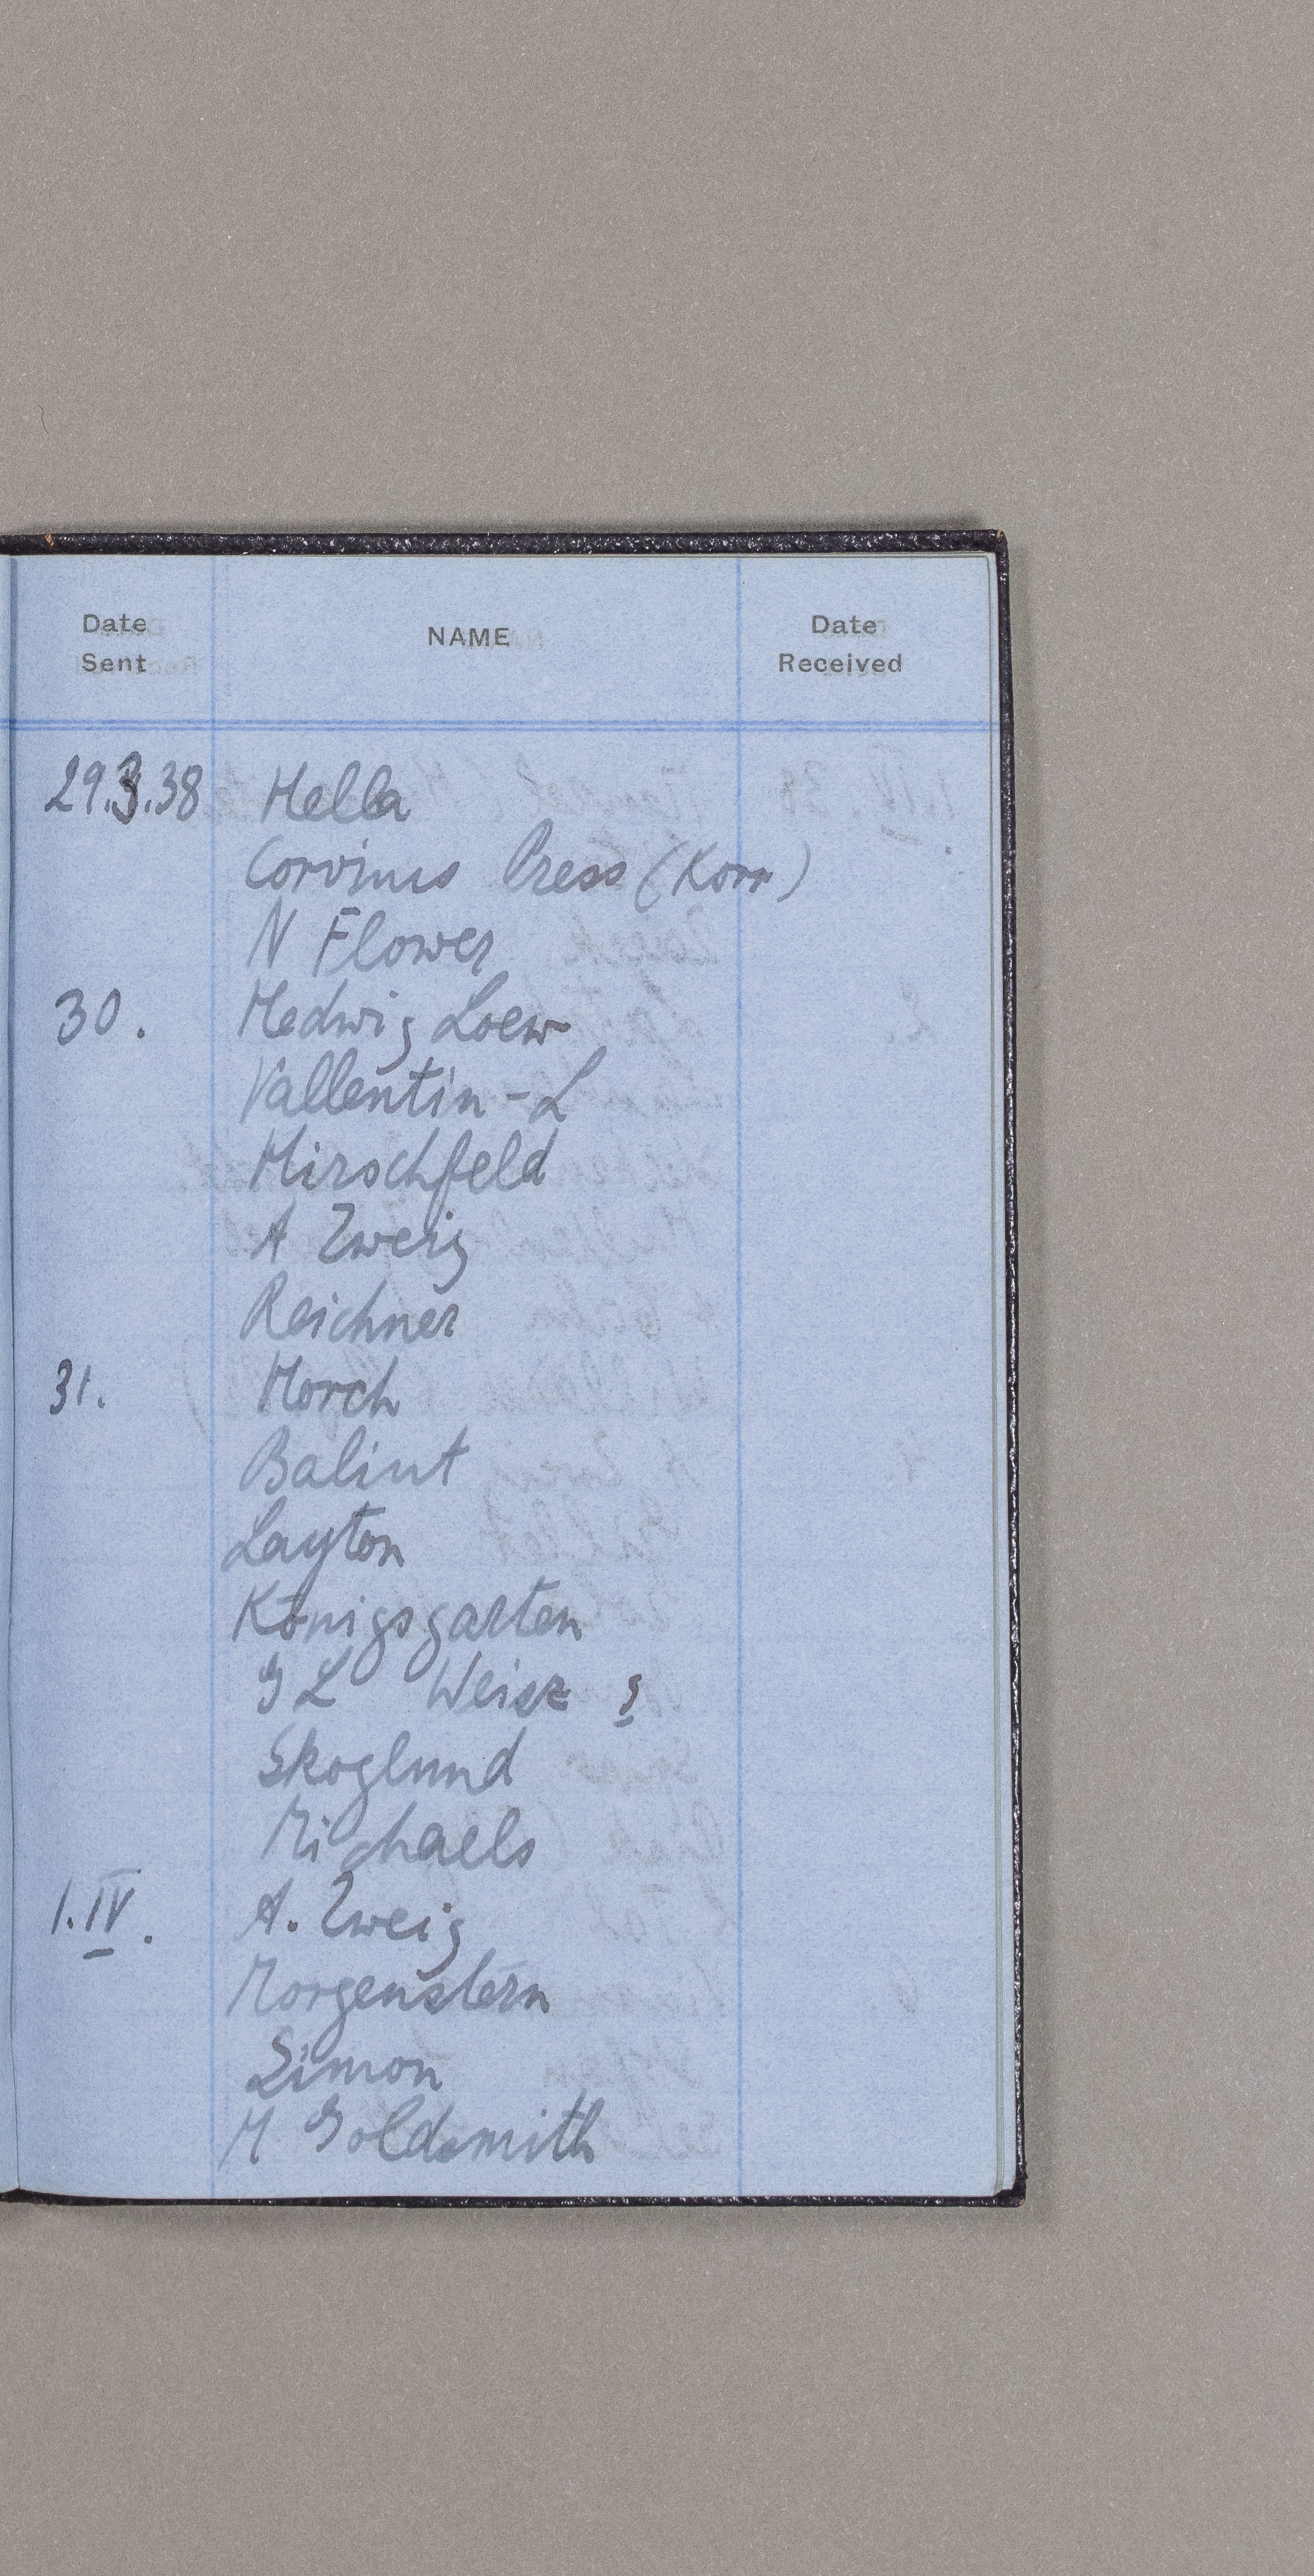 Date Sent NAME Date Received
29.3.38 Hella
Corvinus Press (Korr)
N Flower
30. Hedwig Loew
Vallentin-L
Hirschfeld
A Zweig
Reichner
31. Horch
Balint
Layton
Königsgarten
G L Weisz
Skoglund
Michaels
1.IV. A. Zweig
Morgenstern
Simon
M Goldsmith